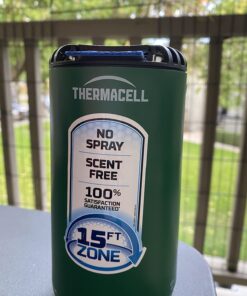 THERMACELL
NO
SPRAY
SCENT
FREE
100%
SATISFACTION
GUARANTEED*
15FT
ZONE